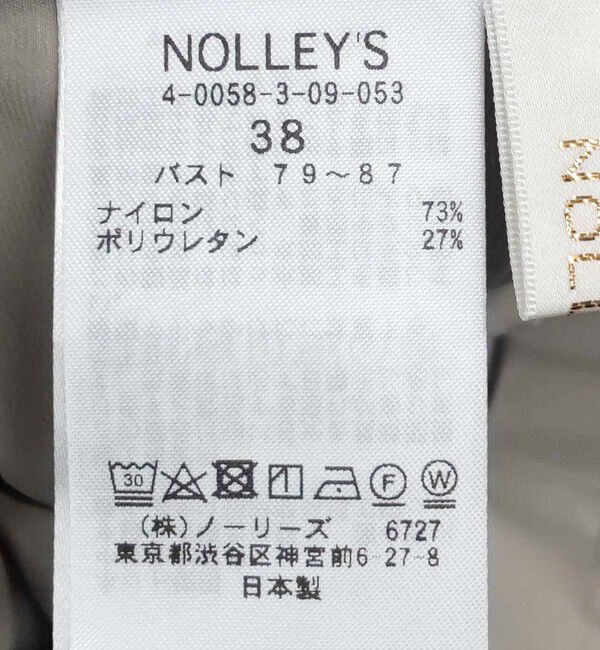 NOLLEY'S
4-0058-3-09-053
38
バスト 79〜87
ナイロン 73%
ポリウレタン 27%
30
F
W
(株)ノーリーズ 6727
東京都渋谷区神宮前6-27-8
日本製
NOL